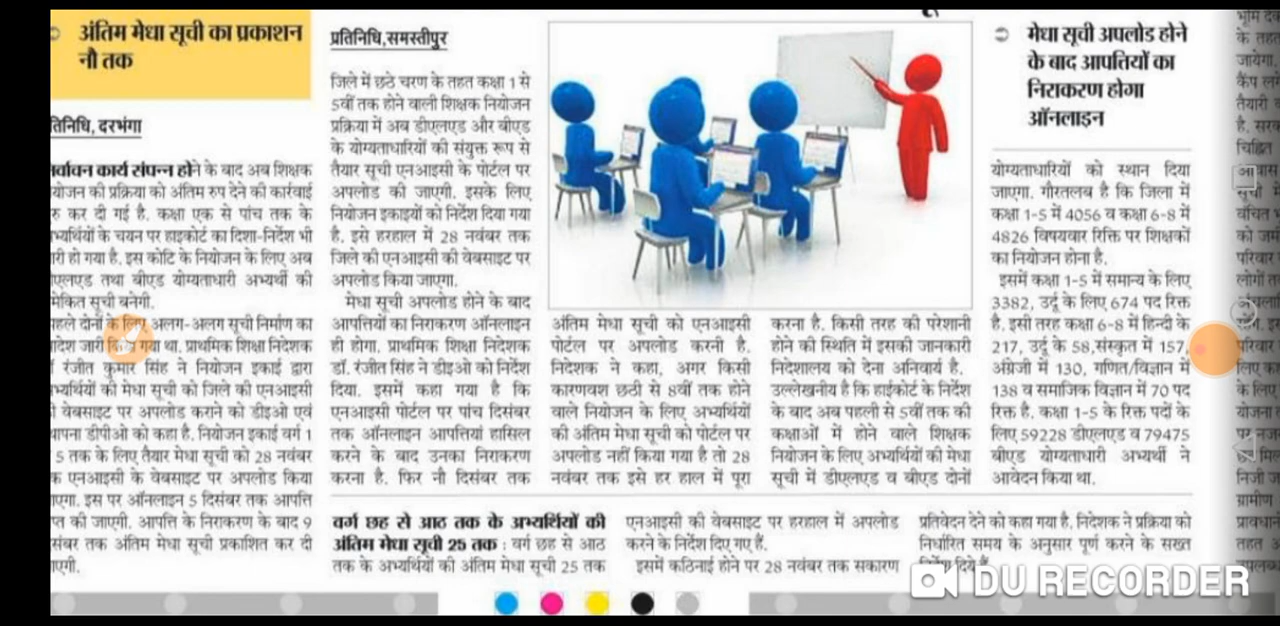 अंतिम मेधा सूची का प्रकाशन
नौ तक
तिनिधि, दरभंगा
र्वाचन कार्य संपन्न होने के बाद अब शिक्षक
योजन की प्रक्रिया को अंतिम रुप देने की कार्रवाई
रु कर दी गई है. कक्षा एक से पांच तक के
भ्यर्थियों के चयन पर हाइकोर्ट का दिशा-निर्देश भी
ारी हो गया है. इस कोटि के नियोजन के लिए अब
एलएड तथा बीएड योग्यताधारी अभ्यर्थी की
मेकित सूची बनेगी.
हले दोनों के लिए अलग-अलग सूची निर्माण का
देश जारी किया गया था. प्राथमिक शिक्षा निदेशक
रंजीत कुमार सिंह ने नियोजन इकाई द्वारा
भ्यर्थियों की मेधा सूची को जिले की एनआइसी
वेबसाइट पर अपलोड कराने को डीइओ एवं
थापना डीपीओ को कहा है. नियोजन इकाई वर्ग 1
5 तक के लिए तैयार मेधा सूची को 28 नवंबर
क एनआइसी के वेबसाइट पर अपलोड किया
एगा. इस पर ऑनलाइन 5 दिसंबर तक आपत्ति
प्त की जाएगी. आपत्ति के निराकरण के बाद 9
संबर तक अंतिम मेधा सूची प्रकाशित कर दी
ाएगी.
प्रतिनिधि,समस्तीपुर
जिले में छठे चरण के तहत कक्षा 1 से
5वीं तक होने वाली शिक्षक नियोजन
प्रक्रिया में अब डीएलएड और बीएड
के योग्यताधारियों की संयुक्त रूप से
तैयार सूची एनआइसी के पोर्टल पर
अपलोड की जाएगी. इसके लिए
नियोजन इकाइयों को निर्देश दिया गया
है. इसे हरहाल में 28 नवंबर तक
जिले की एनआइसी की वेबसाइट पर
अपलोड किया जाएगा.
मेधा सूची अपलोड होने के बाद
आपत्तियों का निराकरण ऑनलाइन
ही होगा. प्राथमिक शिक्षा निदेशक
डॉ. रंजीत सिंह ने डीइओ को निर्देश
दिया. इसमें कहा गया है कि
एनआइसी पोर्टल पर पांच दिसंबर
तक ऑनलाइन आपत्तियां हासिल
करने के बाद उनका निराकरण
करना है. फिर नौ दिसंबर तक
अंतिम मेधा सूची को एनआइसी
पोर्टल पर अपलोड करनी है.
निदेशक ने कहा, अगर किसी
कारणवश छठी से 8वीं तक होने
वाले नियोजन के लिए अभ्यर्थियों
की अंतिम मेधा सूची को पोर्टल पर
अपलोड नहीं किया गया है तो 28
नवंबर तक इसे हर हाल में पूरा
करना है. किसी तरह की परेशानी
होने की स्थिति में इसकी जानकारी
निदेशालय को देना अनिवार्य है.
उल्लेखनीय है कि हाईकोर्ट के निर्देश
के बाद अब पहली से 5वीं तक की
कक्षाओं में होने वाले शिक्षक
नियोजन के लिए अभ्यर्थियों की मेधा
सूची में डीएलएड व बीएड दोनों
मेधा सूची अपलोड होने
के बाद आपत्तियों का
निराकरण होगा
ऑनलाइन
योग्यताधारियों को स्थान दिया
जाएगा. गौरतलब है कि जिला में
कक्षा 1-5 में 4056 व कक्षा 6-8 में
4826 विषयवार रिक्ति पर शिक्षकों
का नियोजन होना है.
इसमें कक्षा 1-5 में समान्य के लिए
3382, उर्दू के लिए 674 पद रिक्त
है. इसी तरह कक्षा 6-8 में हिन्दी के
217, उर्दू के 58,संस्कृत में 157,
अंग्रेजी में 130, गणित/विज्ञान में
138 व समाजिक विज्ञान में 70 पद
रिक्त है. कक्षा 1-5 के रिक्त पदों के
लिए 59228 डीएलएड व 79475
बीएड योग्यताधारी अभ्यर्थी ने
आवेदन किया था.
वर्ग छह से आठ तक के अभ्यर्थियों की
अंतिम मेधा सूची 25 तक : वर्ग छह से आठ
तक के अभ्यर्थियों की अंतिम मेधा सूची 25 तक
एनआइसी की वेबसाइट पर हरहाल में अपलोड
करने के निर्देश दिए गए हैं.
इसमें कठिनाई होने पर 28 नवंबर तक सकारण
प्रतिवेदन देने को कहा गया है. निदेशक ने प्रक्रिया को
निर्धारित समय के अनुसार पूर्ण करने के सख्त
निर्देश दिये हैं.
DU RECORDER